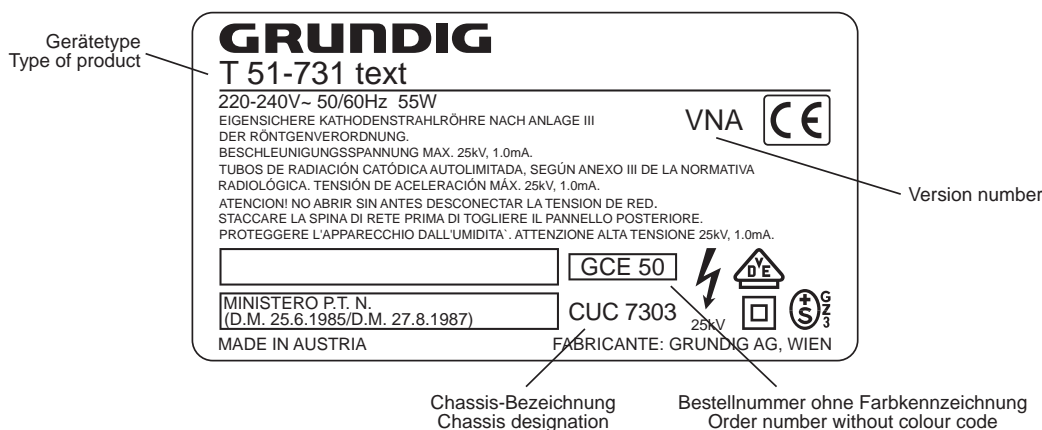 Gerätetype
Type of product
GRUNDIG
T 51-731 text
220-240V~ 50/60Hz 55W
EIGENSICHERE KATHODENSTRAHLRÖHRE NACH ANLAGE III
DER RÖNTGENVERORDNUNG.
BESCHLEUNIGUNGSSPANNUNG MAX. 25kV, 1.0mA.
TUBOS DE RADIACIÓN CATÓDICA AUTOLIMITADA, SEGÚN ANEXO III DE LA NORMATIVA
RADIOLÓGICA. TENSIÓN DE ACELERACIÓN MÁX. 25kV, 1.0mA.
ATENCION! NO ABRIR SIN ANTES DESCONECTAR LA TENSION DE RED.
STACCARE LA SPINA DI RETE PRIMA DI TOGLIERE IL PANNELLO POSTERIORE.
PROTEGGERE L'APPARECCHIO DALL'UMIDITA`. ATTENZIONE ALTA TENSIONE 25kV, 1.0mA.
VNA
CE
Version number
GCE 50
DVE
MINISTERO P.T. N.
(D.M. 25.6.1985/D.M. 27.8.1987)
CUC 7303
25kV
+S
GZ3
MADE IN AUSTRIA
FABRICANTE: GRUNDIG AG, WIEN
Chassis-Bezeichnung
Chassis designation
Bestellnummer ohne Farbkennzeichnung
Order number without colour code